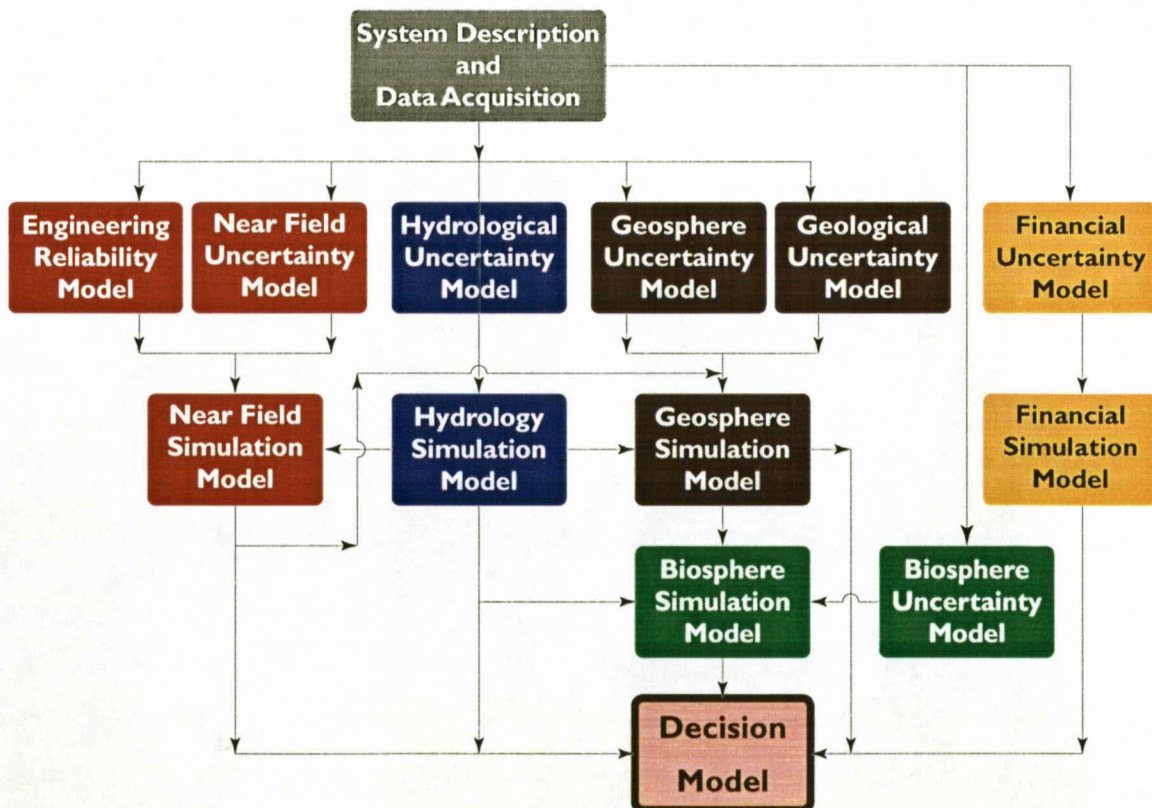 System Description
and
Data Acquisition
Engineering
Reliability
Model
Near Field
Uncertainty
Model
Hydrological
Uncertainty
Model
Geosphere
Uncertainty
Model
Geological
Uncertainty
Model
Financial
Uncertainty
Model
Near Field
Simulation
Model
Hydrology
Simulation
Model
Geosphere
Simulation
Model
Financial
Simulation
Model
Biosphere
Simulation
Model
Biosphere
Uncertainty
Model
Decision
Model